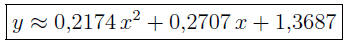 y ≈ 0,2174 x² + 0,2707 x + 1,3687